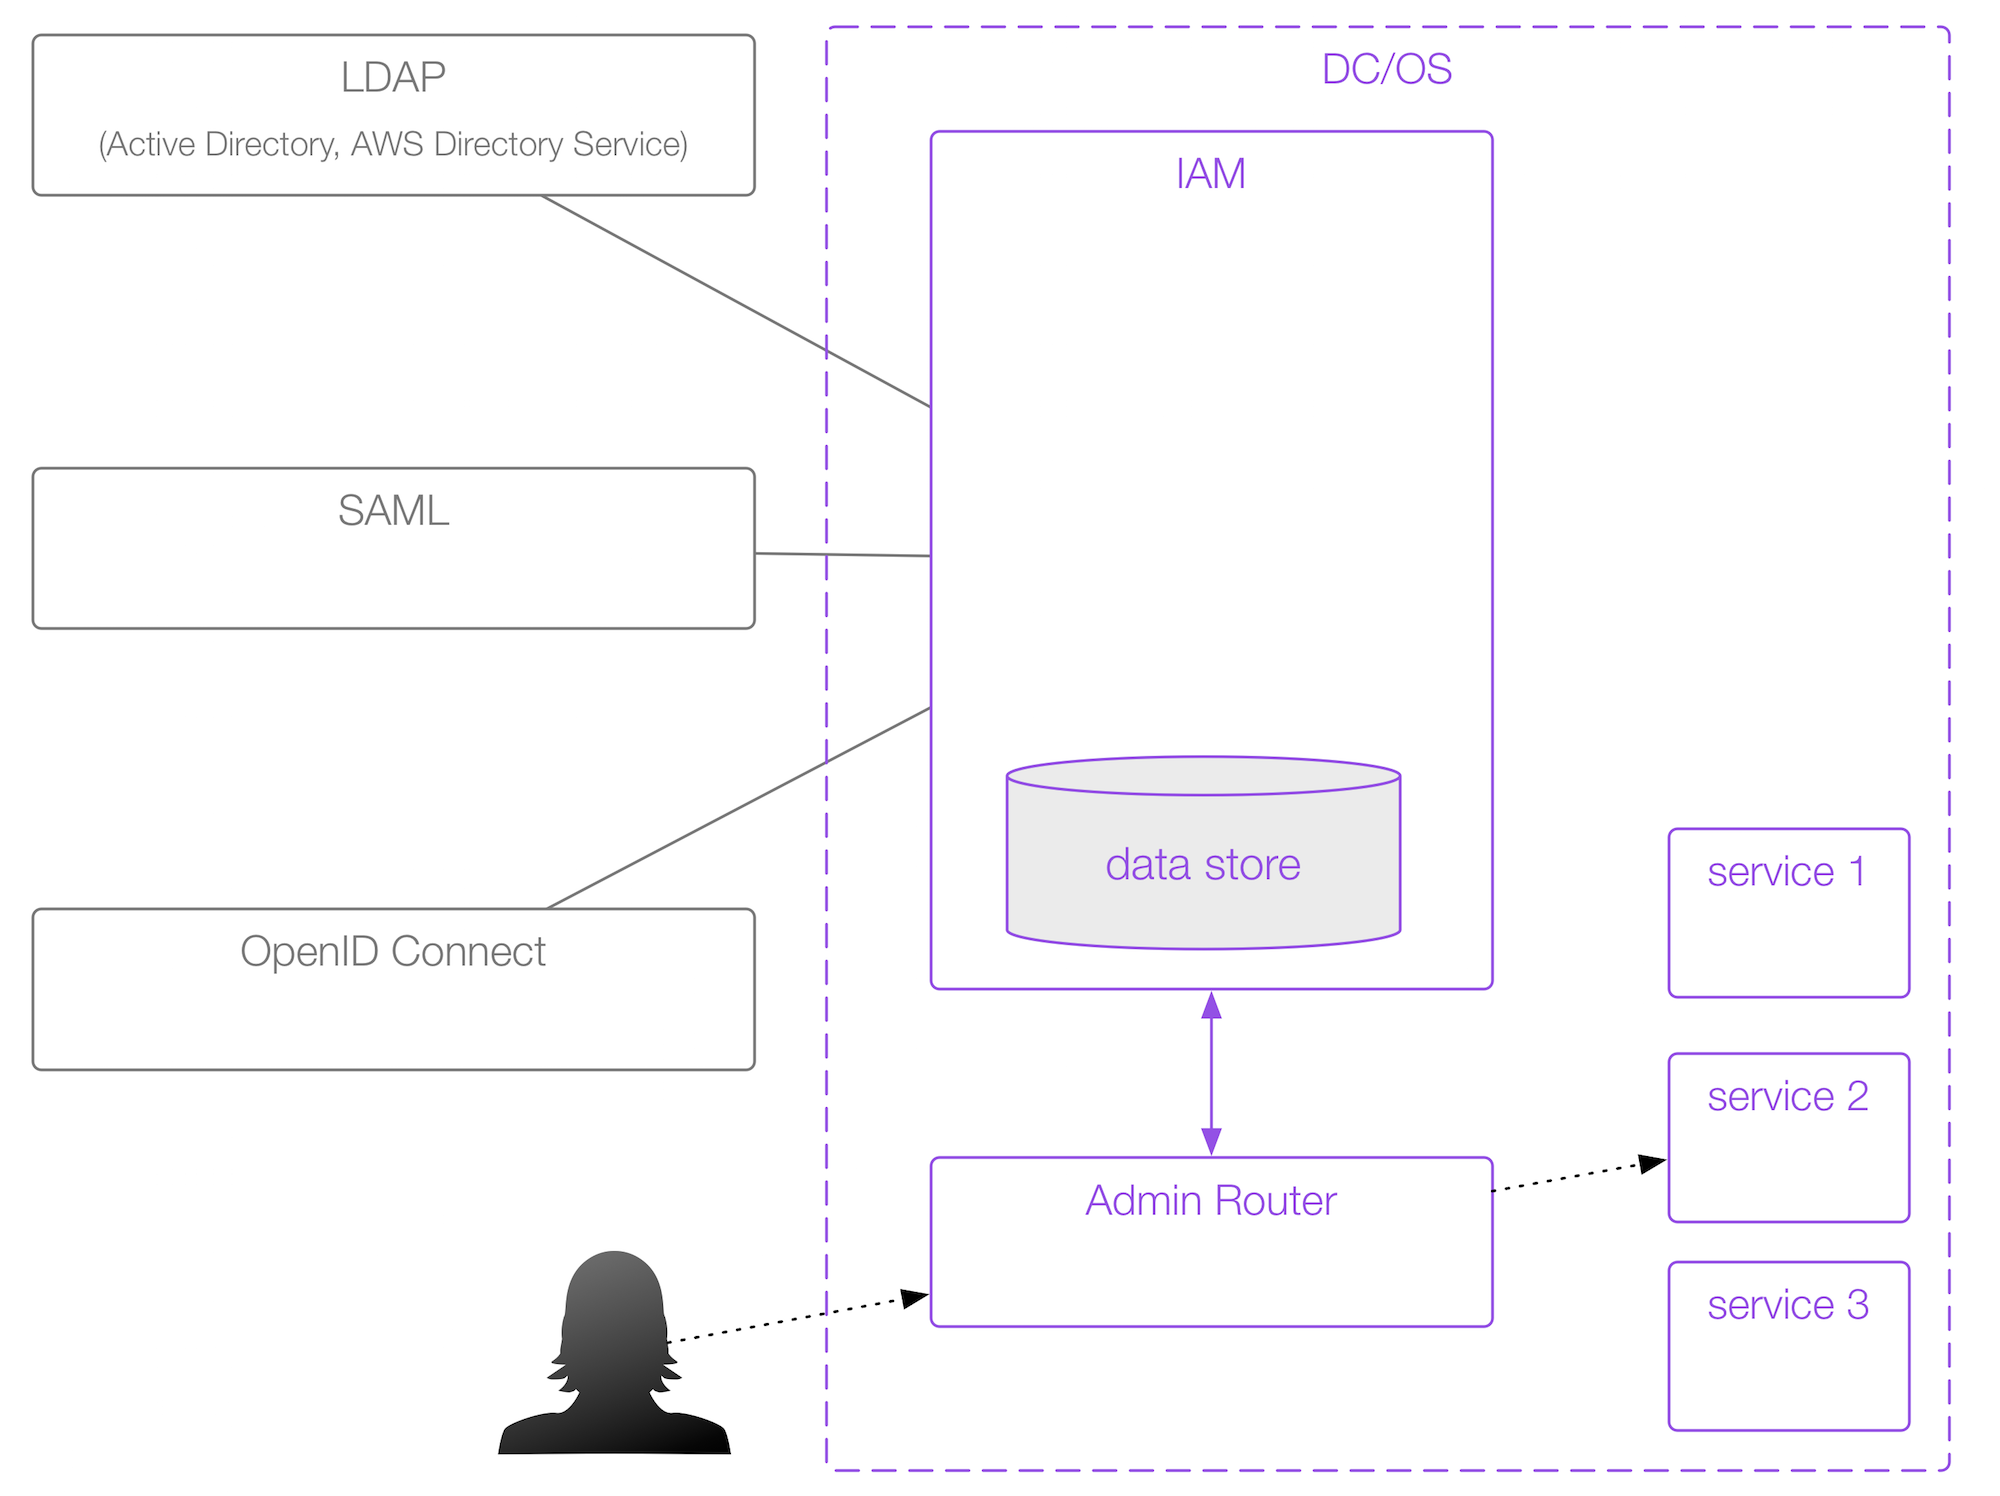 LDAP
(Active Directory, AWS Directory Service)
SAML
OpenID Connect
DC/OS
IAM
data store
Admin Router
service 1
service 2
service 3